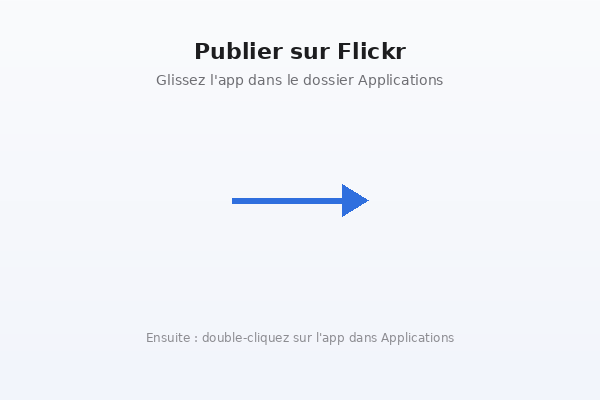 Publier sur Flickr
Glissez l'app dans le dossier Applications
Ensuite : double-cliquez sur l'app dans Applications